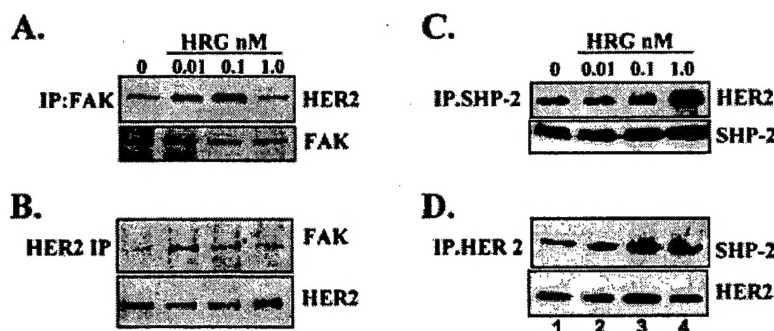 A.
HRG nM
0 0.01 0.1 1.0
IP:FAK HER2
FAK
B.
HER2 IP FAK
HER2
C.
HRG nM
0 0.01 0.1 1.0
IP.SHP-2 HER2
SHP-2
D.
IP.HER 2 SHP-2
HER2
1 2 3 4